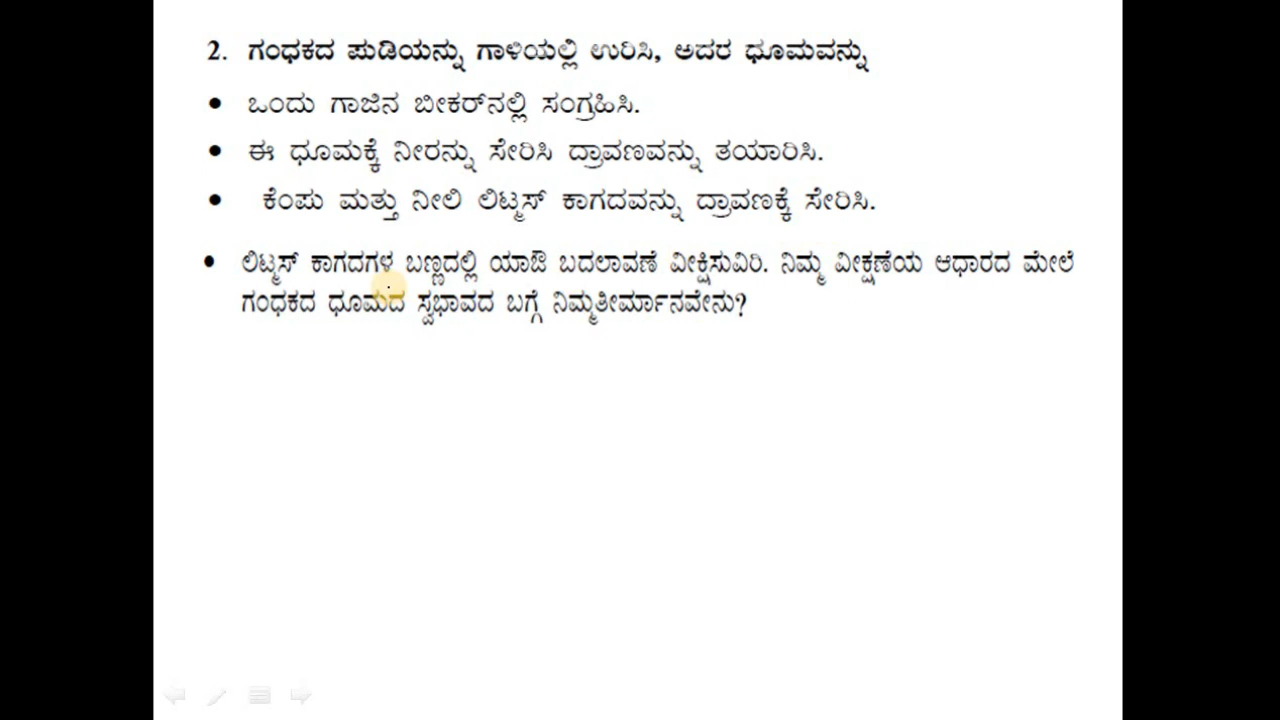 2. ಗಂಧಕದ ಪುಡಿಯನ್ನು ಗಾಳಿಯಲ್ಲಿ ಉರಿಸಿ, ಅದರ ಧೂಮವನ್ನು
• ಒಂದು ಗಾಜಿನ ಬೀಕರ್‌ನಲ್ಲಿ ಸಂಗ್ರಹಿಸಿ.
• ಈ ಧೂಮಕ್ಕೆ ನೀರನ್ನು ಸೇರಿಸಿ ದ್ರಾವಣವನ್ನು ತಯಾರಿಸಿ.
• ಕೆಂಪು ಮತ್ತು ನೀಲಿ ಲಿಟ್ಮಸ್ ಕಾಗದವನ್ನು ದ್ರಾವಣಕ್ಕೆ ಸೇರಿಸಿ.
• ಲಿಟ್ಮಸ್ ಕಾಗದಗಳ ಬಣ್ಣದಲ್ಲಿ ಯಾವ ಬದಲಾವಣೆ ವೀಕ್ಷಿಸುವಿರಿ. ನಿಮ್ಮ ವೀಕ್ಷಣೆಯ ಆಧಾರದ ಮೇಲೆ
ಗಂಧಕದ ಧೂಮದ ಸ್ವಭಾವದ ಬಗ್ಗೆ ನಿಮ್ಮತೀರ್ಮಾನವೇನು?